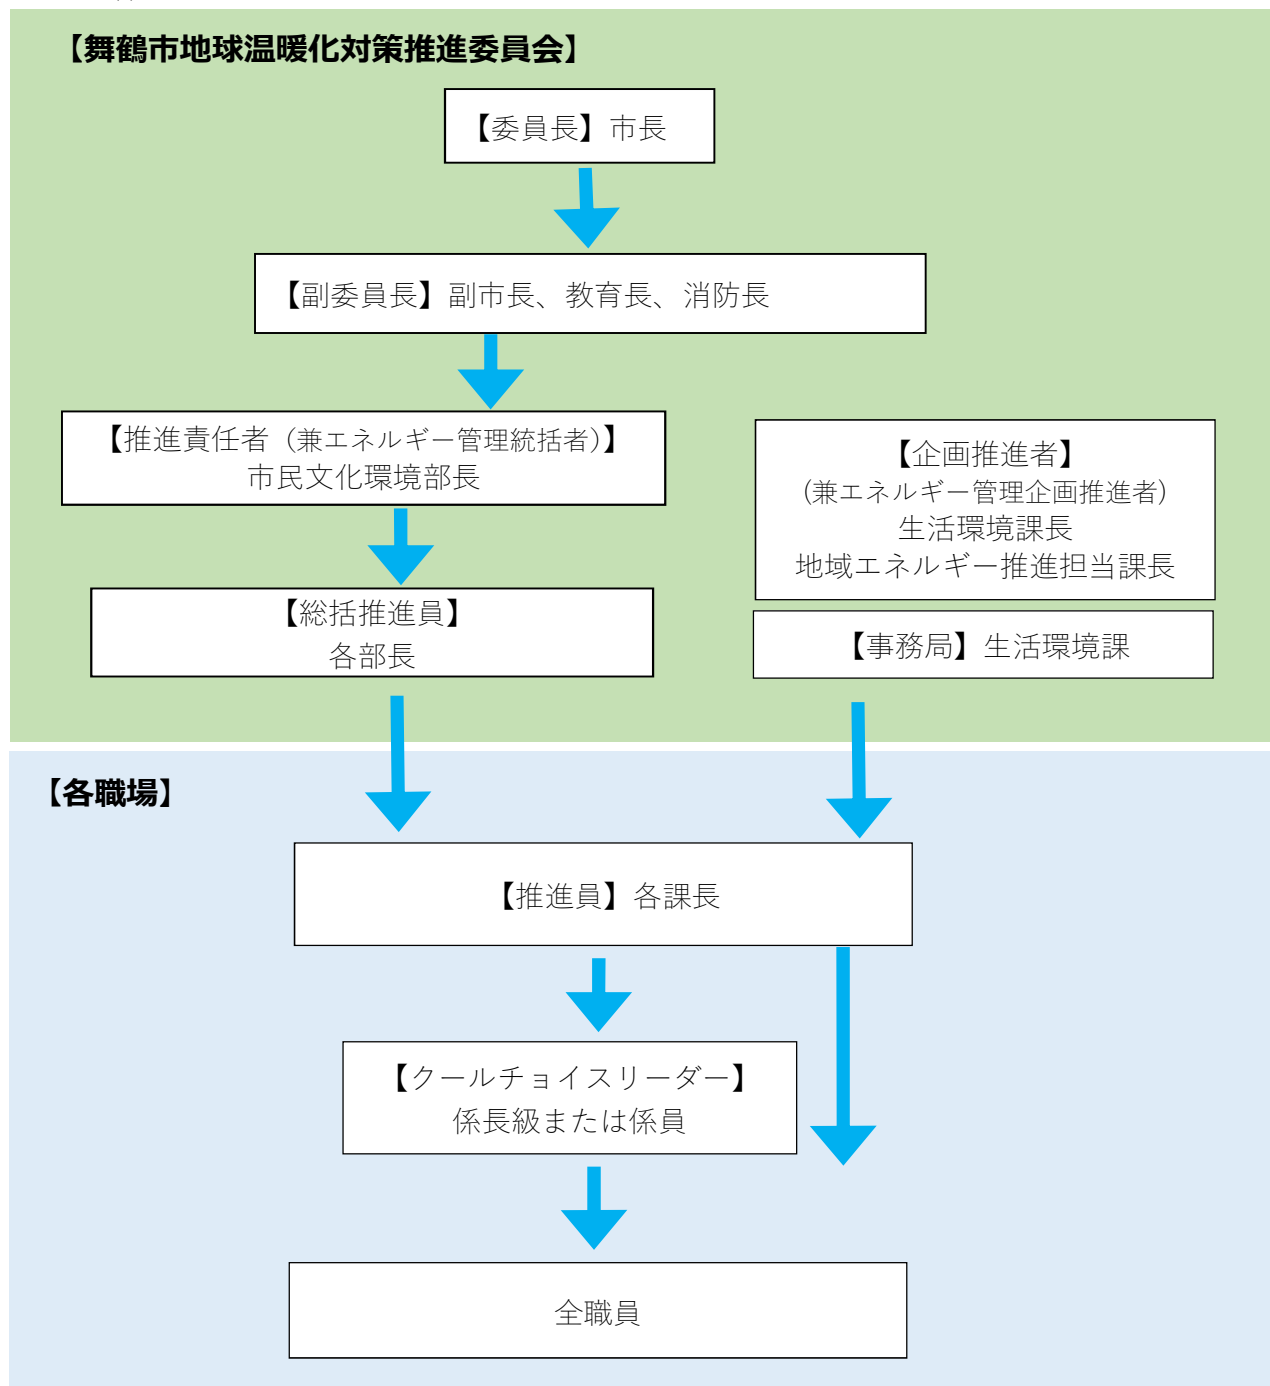 【舞鶴市地球温暖化対策推進委員会】
【委員長】市長
【副委員長】副市長、教育長、消防長
【推進責任者（兼エネルギー管理統括者）】
市民文化環境部長
【総括推進員】
各部長
【企画推進者】
(兼エネルギー管理企画推進者)
生活環境課長
地域エネルギー推進担当課長
【事務局】生活環境課
【各職場】
【推進員】各課長
【クールチョイスリーダー】
係長級または係員
全職員